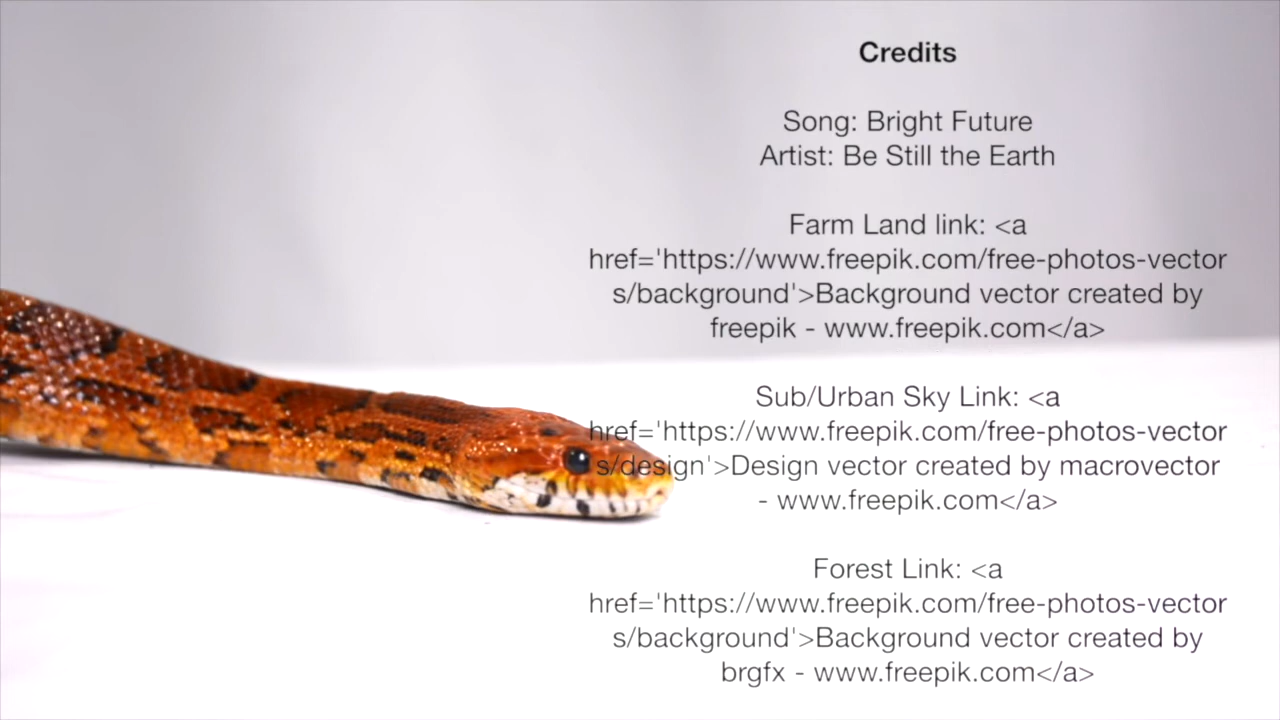 Credits
Song: Bright Future
Artist: Be Still the Earth
Farm Land link: <a
href='https://www.freepik.com/free-photos-vector
s/background'>Background vector created by
freepik - www.freepik.com</a>
Sub/Urban Sky Link: <a
href='https://www.freepik.com/free-photos-vector
s/design'>Design vector created by macrovector
- www.freepik.com</a>
Forest Link: <a
href='https://www.freepik.com/free-photos-vector
s/background'>Background vector created by
brgfx - www.freepik.com</a>